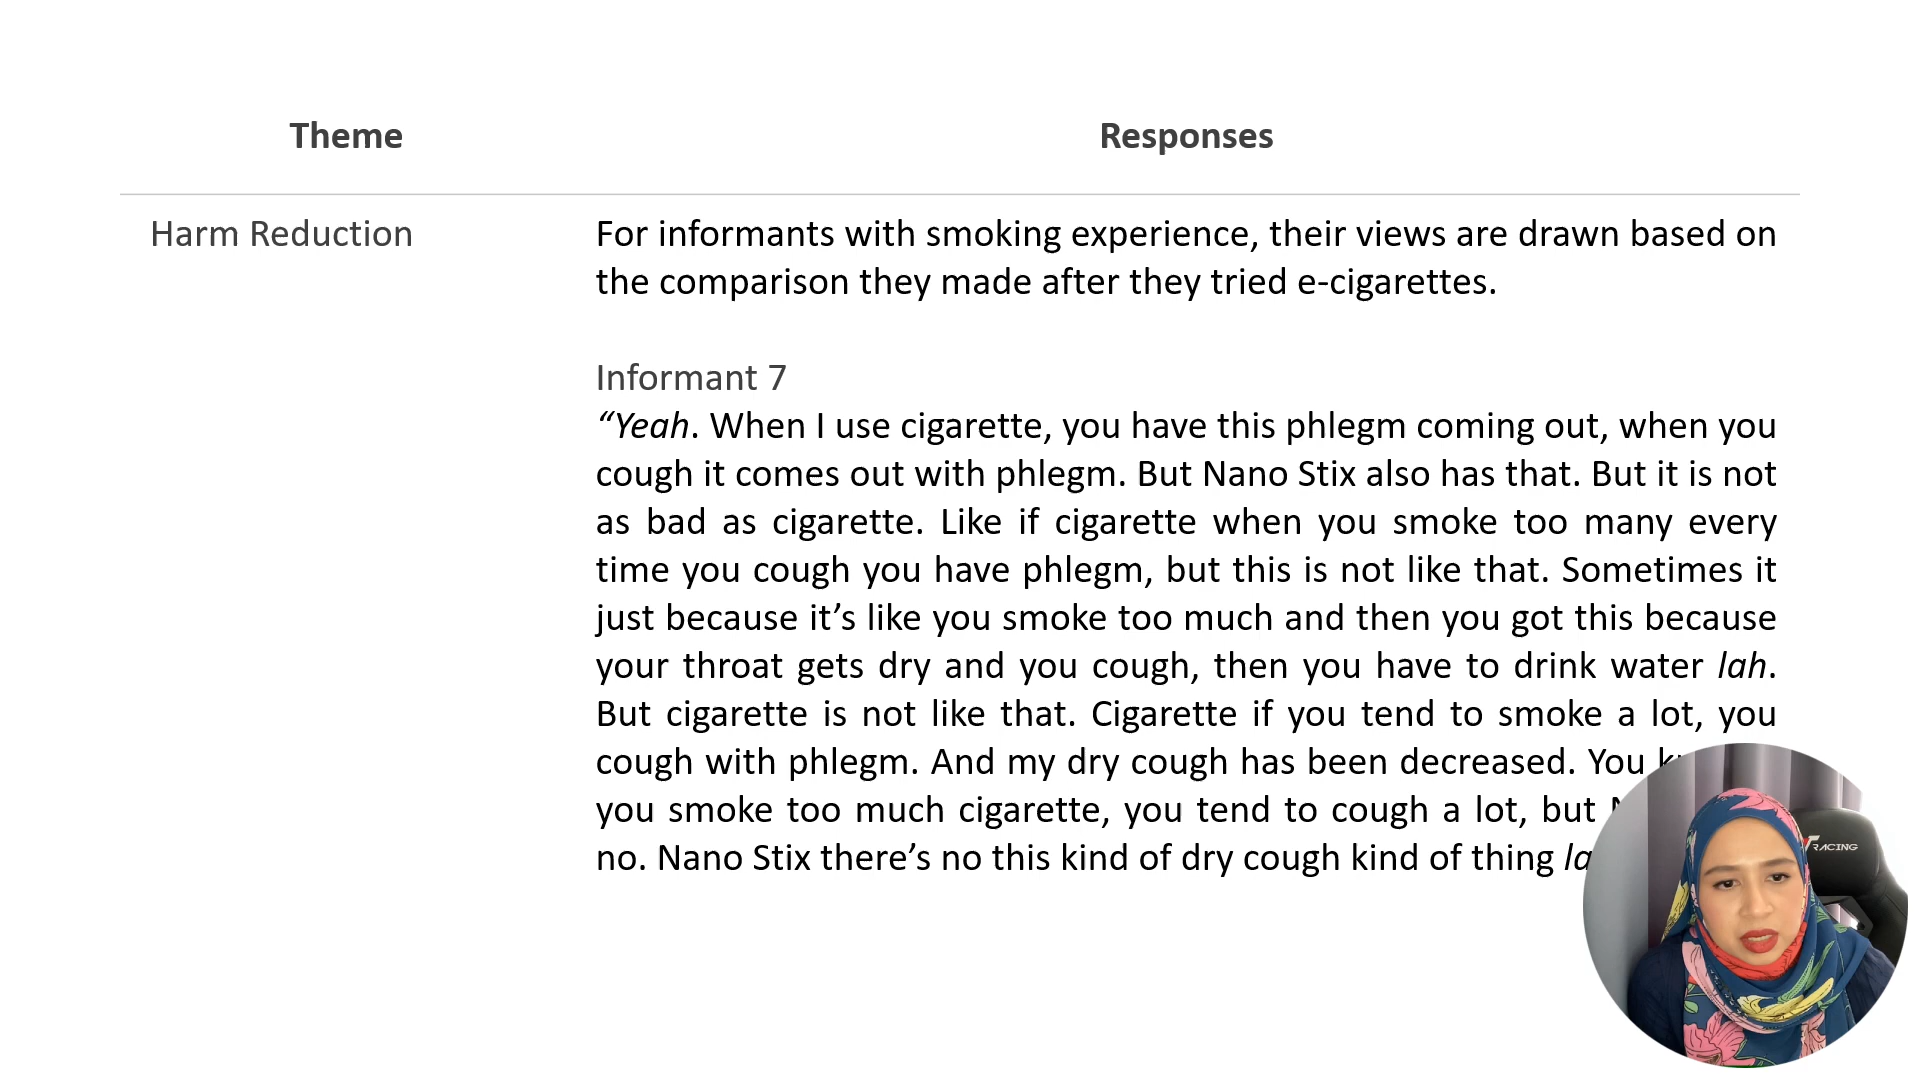 Theme
Responses
Harm Reduction
For informants with smoking experience, their views are drawn based on
the comparison they made after they tried e-cigarettes.
Informant 7
“Yeah. When I use cigarette, you have this phlegm coming out, when you
cough it comes out with phlegm. But Nano Stix also has that. But it is not
as bad as cigarette. Like if cigarette when you smoke too many every
time you cough you have phlegm, but this is not like that. Sometimes it
just because it’s like you smoke too much and then you got this because
your throat gets dry and you cough, then you have to drink water lah.
But cigarette is not like that. Cigarette if you tend to smoke a lot, you
cough with phlegm. And my dry cough has been decreased. You
you smoke too much cigarette, you tend to cough a lot, but
no. Nano Stix there’s no this kind of dry cough kind of thing
RACING